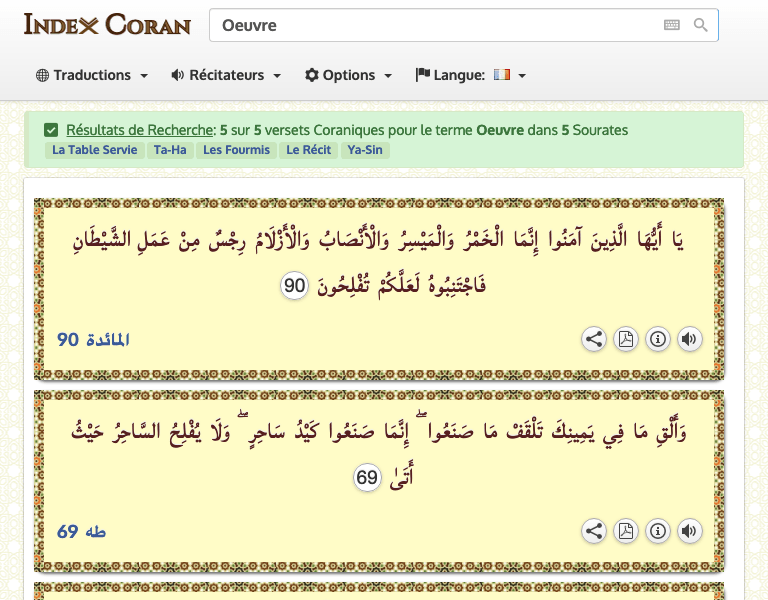 INDEX CORAN
Oeuvre
Traductions
Récitateurs
Options
Langue:
Résultats de Recherche: 5 sur 5 versets Coraniques pour le terme Oeuvre dans 5 Sourates
La Table Servie Ta-Ha Les Fourmis Le Récit Ya-Sin
يَا أَيُّهَا الَّذِينَ آمَنُوا إِنَّمَا الْخَمْرُ وَالْمَيْسِرُ وَالْأَنْصَابُ وَالْأَزْلَامُ رِجْسٌ مِنْ عَمَلِ الشَّيْطَانِ
فَاجْتَنِبُوهُ لَعَلَّكُمْ تُفْلِحُونَ 90
المائدة 90
وَأَلْقِ مَا فِي يَمِينِكَ تَلْقَفْ مَا صَنَعُوا ۖ إِنَّمَا صَنَعُوا كَيْدُ سَاحِرٍ ۖ وَلَا يُفْلِحُ السَّاحِرُ حَيْثُ
أَتَىٰ 69
طه 69